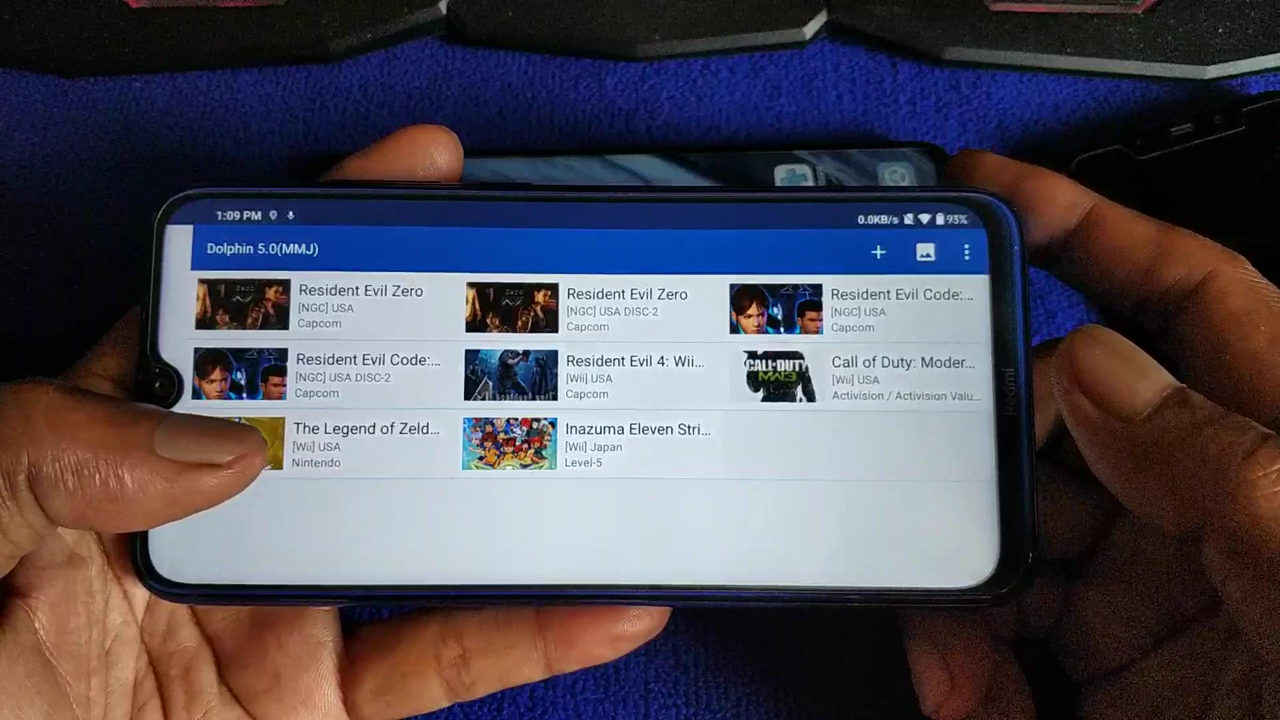 1:09 PM
0.0KB/s 93%
Dolphin 5.0(MMJ)
Resident Evil Zero
[NGC] USA
Capcom
Resident Evil Zero
[NGC] USA DISC-2
Capcom
Resident Evil Code:...
[NGC] USA
Capcom
Resident Evil Code:...
[NGC] USA DISC-2
Capcom
Resident Evil 4: Wii...
[Wii] USA
Capcom
CALL OF DUTY
MW3
Call of Duty: Moder...
[Wii] USA
Activision / Activision Valu...
The Legend of Zeld...
[Wii] USA
Nintendo
Inazuma Eleven Stri...
[Wii] Japan
Level-5
Redmi